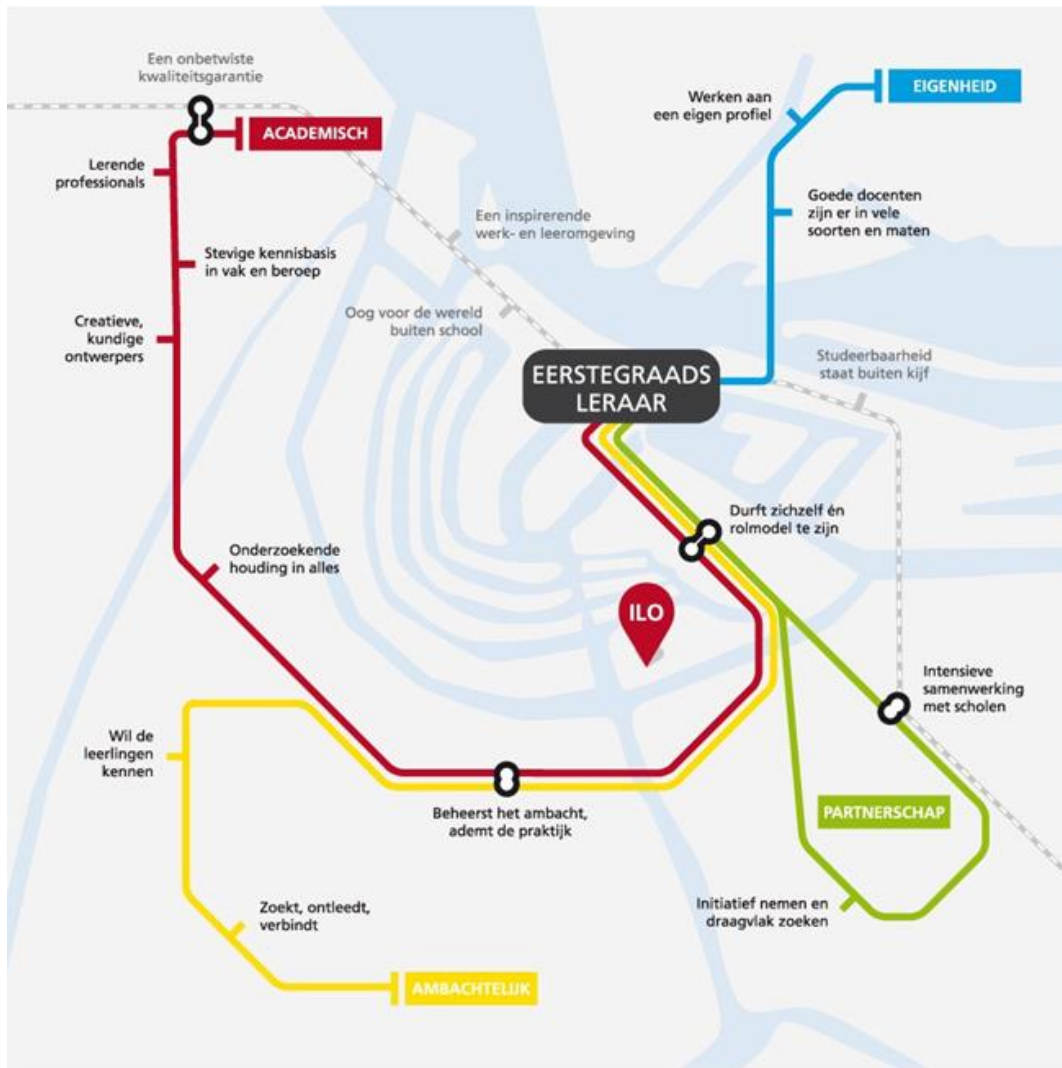 Een onbetwiste
kwaliteitsgarantie
ACADEMISCH
Lerende
professionals
Stevige kennisbasis
in vak en beroep
Creatieve,
kundige
ontwerpers
Onderzoekende
houding in alles
Een inspirerende
werk- en leeromgeving
Oog voor de wereld
buiten school
EIGENHEID
Werken aan
een eigen profiel
Goede docenten
zijn er in vele
soorten en maten
EERSTEGRAADS
LERAAR
Studeerbaarheid
staat buiten kijf
Durft zichzelf én
rolmodel te zijn
ILO
Intensieve
samenwerking
met scholen
Wil de
leerlingen
kennen
Beheerst het ambacht,
ademt de praktijk
PARTNERSCHAP
Initiatief nemen en
draagvlak zoeken
Zoekt, ontleedt,
verbindt
AMBACHTELIJK